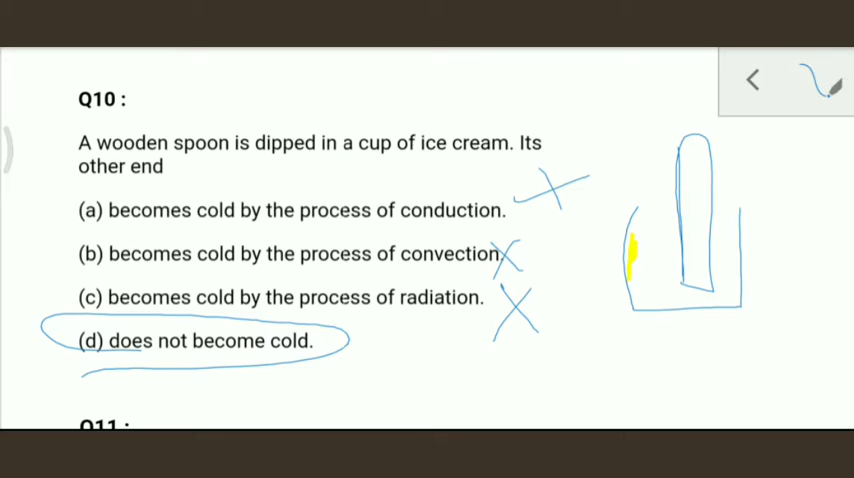 Q10 :
A wooden spoon is dipped in a cup of ice cream. Its
other end
(a) becomes cold by the process of conduction.
(b) becomes cold by the process of convection.
(c) becomes cold by the process of radiation.
(d) does not become cold.
Q11 :